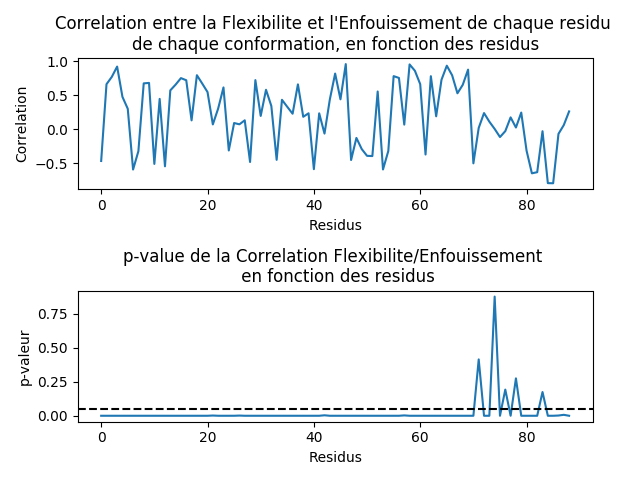 Correlation entre la Flexibilite et l'Enfouissement de chaque residu
de chaque conformation, en fonction des residus
1.0
0.5
0.0
−0.5
Correlation
0 20 40 60 80
Residus
p-value de la Correlation Flexibilite/Enfouissement
en fonction des residus
0.75
0.50
0.25
0.00
p-valeur
0 20 40 60 80
Residus